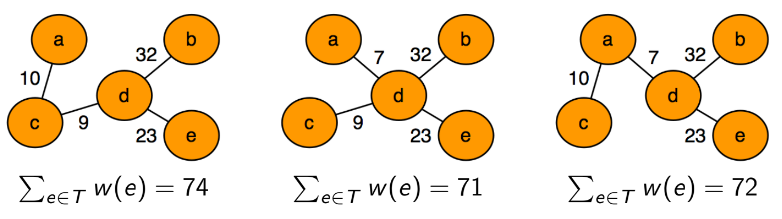 a b a b a b
10 32 7 32 10 7 32
c d c d c d
9 23 e 9 23 e 23 e
∑_{e∈T} w(e) = 74 ∑_{e∈T} w(e) = 71 ∑_{e∈T} w(e) = 72